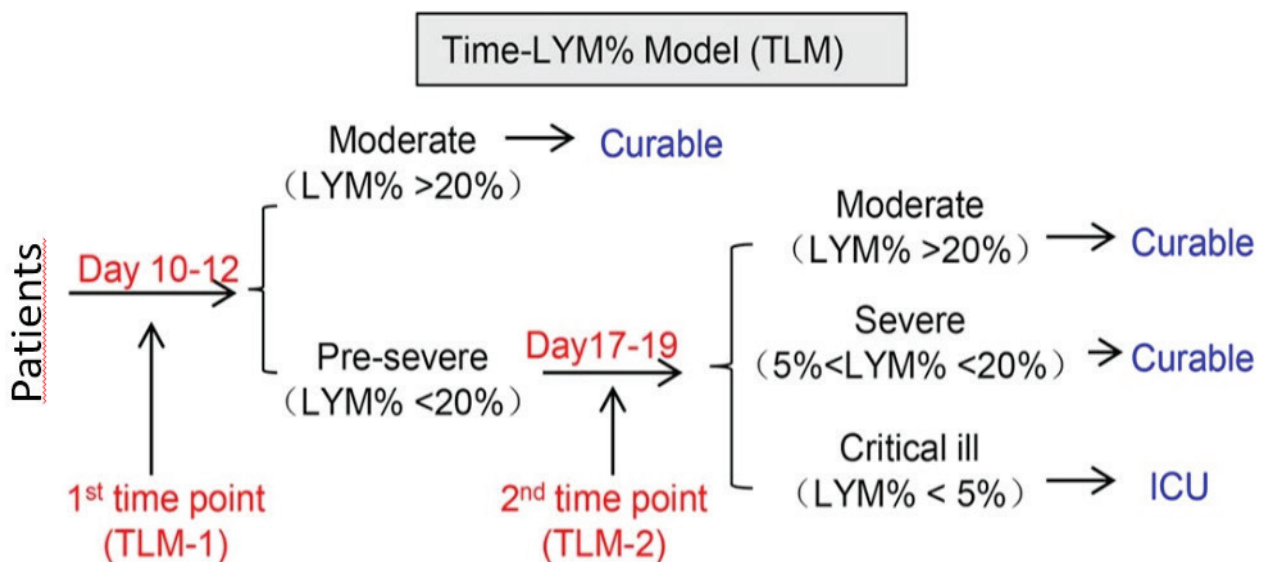 Time-LYM% Model (TLM)
Patients
Day 10-12
1st time point
(TLM-1)
Moderate
（LYM% >20%）
Curable
Pre-severe
（LYM% <20%）
Day17-19
2nd time point
(TLM-2)
Moderate
（LYM% >20%）
Curable
Severe
（5%<LYM% <20%）
Curable
Critical ill
（LYM% < 5%）
ICU